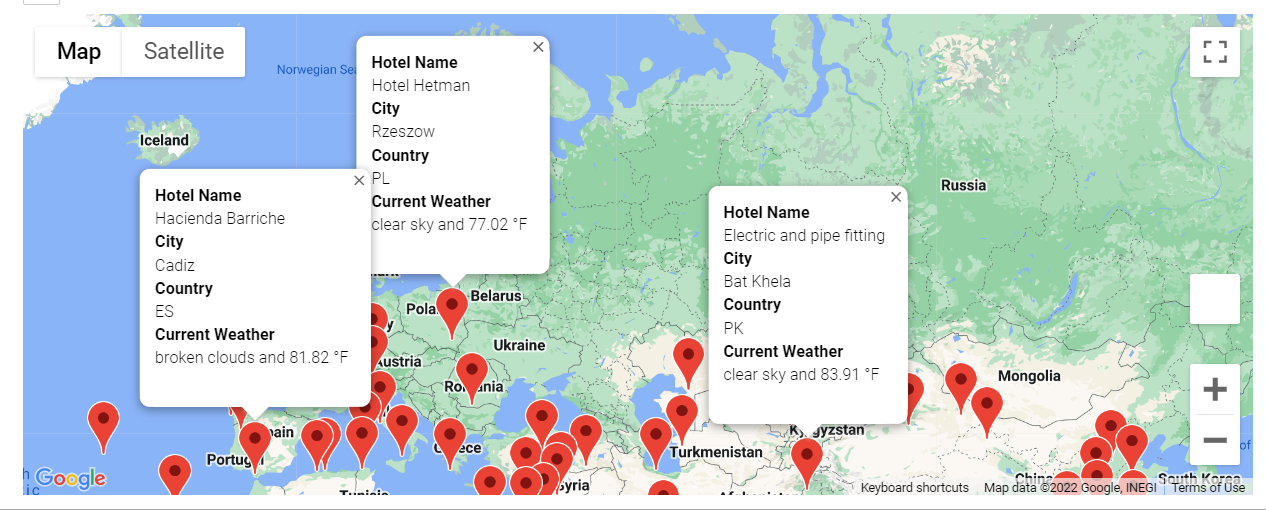 Map
Satellite
Norwegian Sea
Iceland
Hotel Name
Hotel Hetman
City
Rzeszow
Country
PL
Current Weather
clear sky and 77.02 °F
Hotel Name
Hacienda Barriche
City
Cadiz
Country
ES
Current Weather
broken clouds and 81.82 °F
Hotel Name
Electric and pipe fitting
City
Bat Khela
Country
PK
Current Weather
clear sky and 83.91 °F
Russia
Belarus
Pola
Ukraine
Austria
Romania
Mongolia
Kyrgyzstan
pain
Portugal
Greece
Turkmenistan
Syria
Tunisia
Afghanistan
China
South Korea
of
Google
Keyboard shortcuts
Map data ©2022 Google, INEGI
Terms of Use